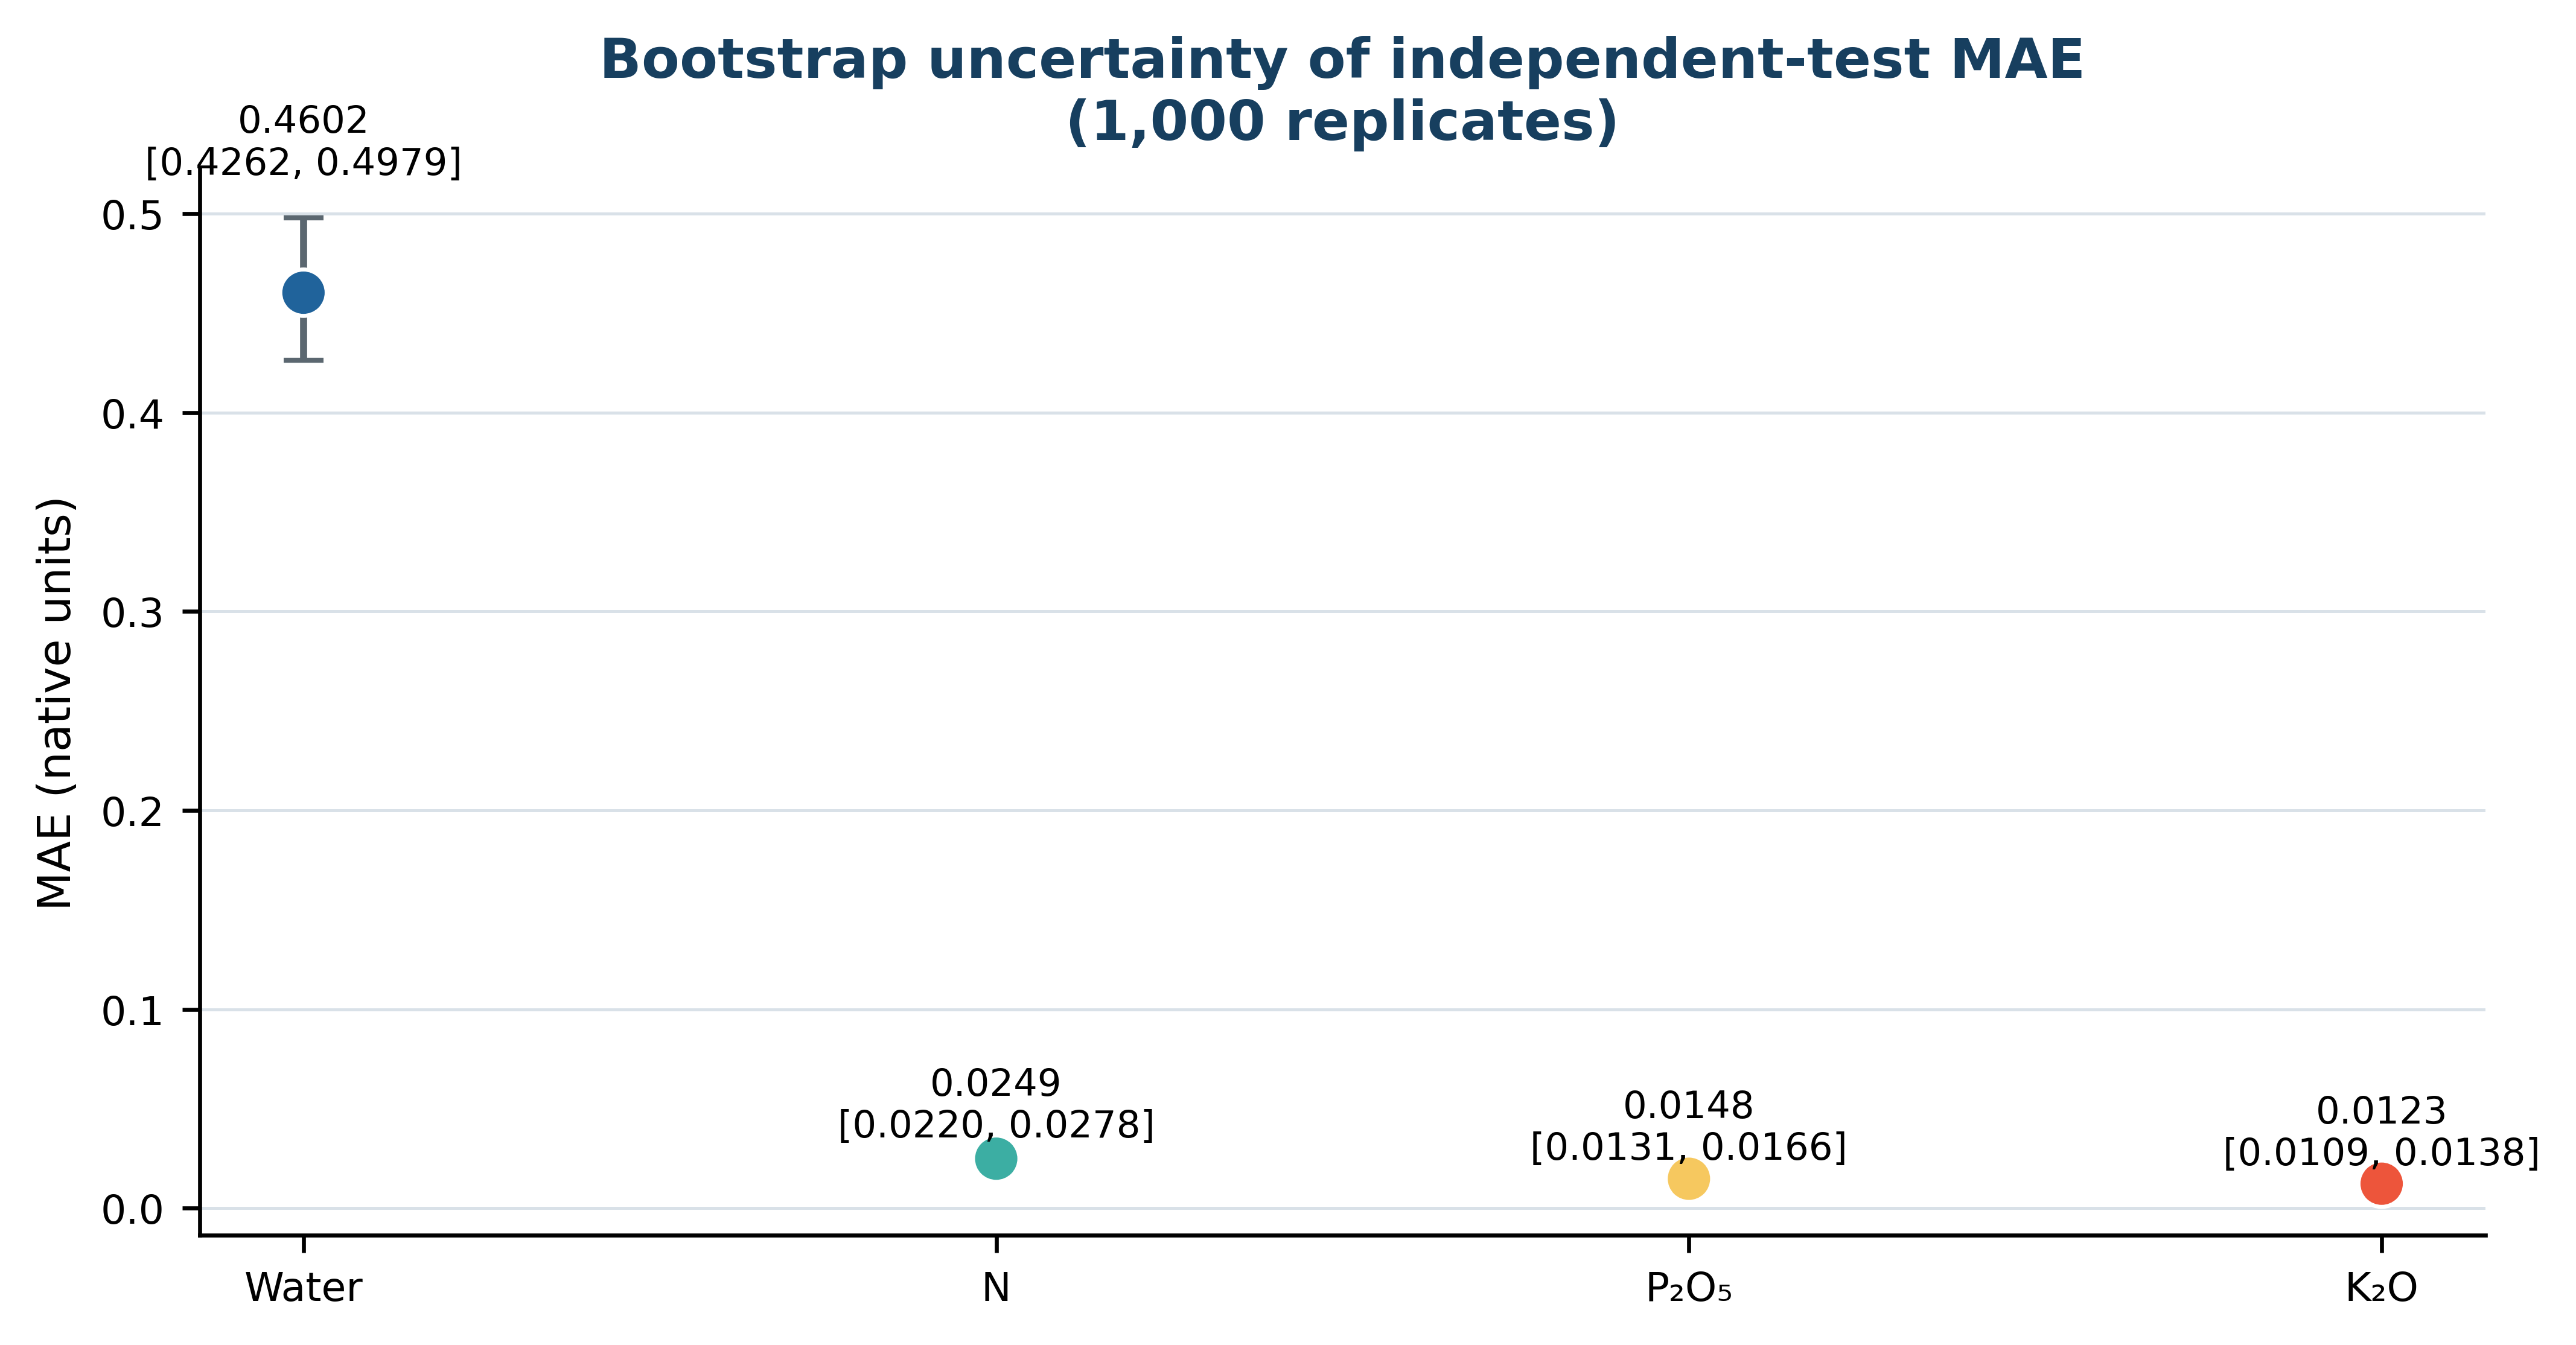 Bootstrap uncertainty of independent-test MAE
(1,000 replicates)
0.4602
[0.4262, 0.4979]
0.5
0.4
0.3
0.2
0.1
0.0
MAE (native units)
0.0249
[0.0220, 0.0278]
0.0148
[0.0131, 0.0166]
0.0123
[0.0109, 0.0138]
Water
N
P₂O₅
K₂O